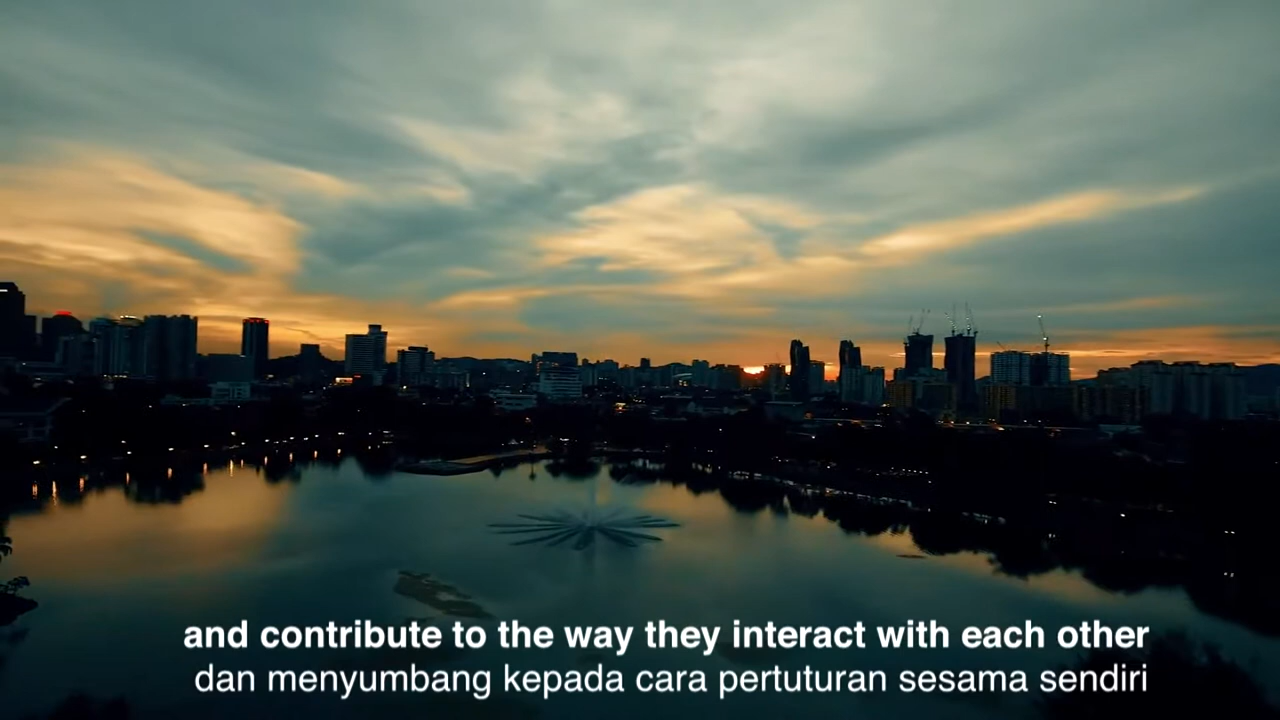 and contribute to the way they interact with each other
dan menyumbang kepada cara pertuturan sesama sendiri